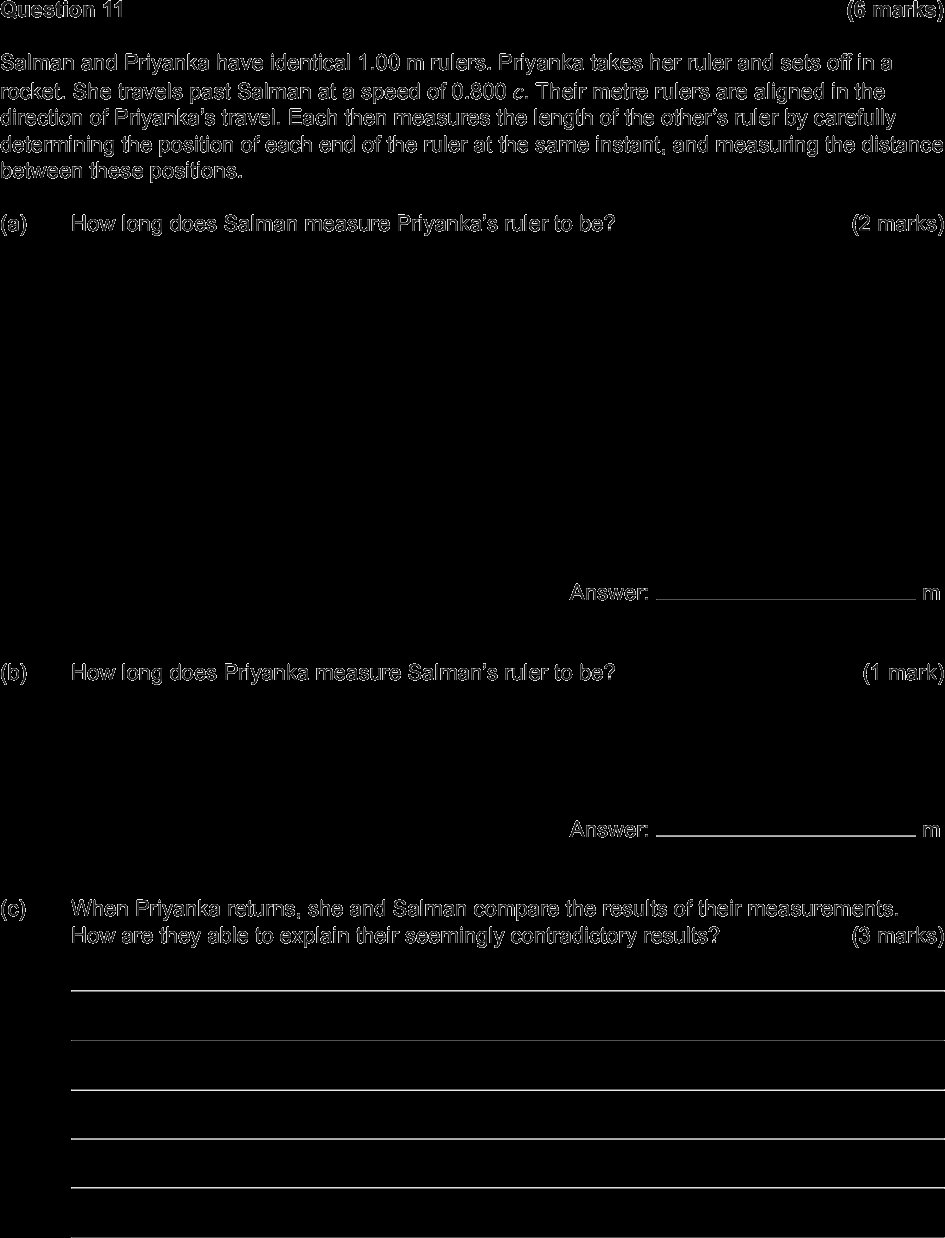 Question 11 (6 marks)
Salman and Priyanka have identical 1.00 m rulers. Priyanka takes her ruler and sets off in a
rocket. She travels past Salman at a speed of 0.800 c. Their metre rulers are aligned in the
direction of Priyanka's travel. Each then measures the length of the other's ruler by carefully
determining the position of each end of the ruler at the same instant, and measuring the distance
between these positions.
(a) How long does Salman measure Priyanka's ruler to be? (2 marks)
Answer: m
(b) How long does Priyanka measure Salman's ruler to be? (1 mark)
Answer: m
(c) When Priyanka returns, she and Salman compare the results of their measurements.
How are they able to explain their seemingly contradictory results? (3 marks)